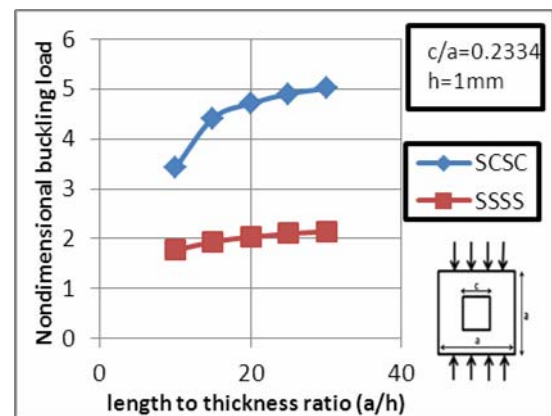 Nondimensional buckling load
6
5
4
3
2
1
0
0
20
40
length to thickness ratio (a/h)
c/a=0.2334
h=1mm
SCSC
SSSS
c
a
a